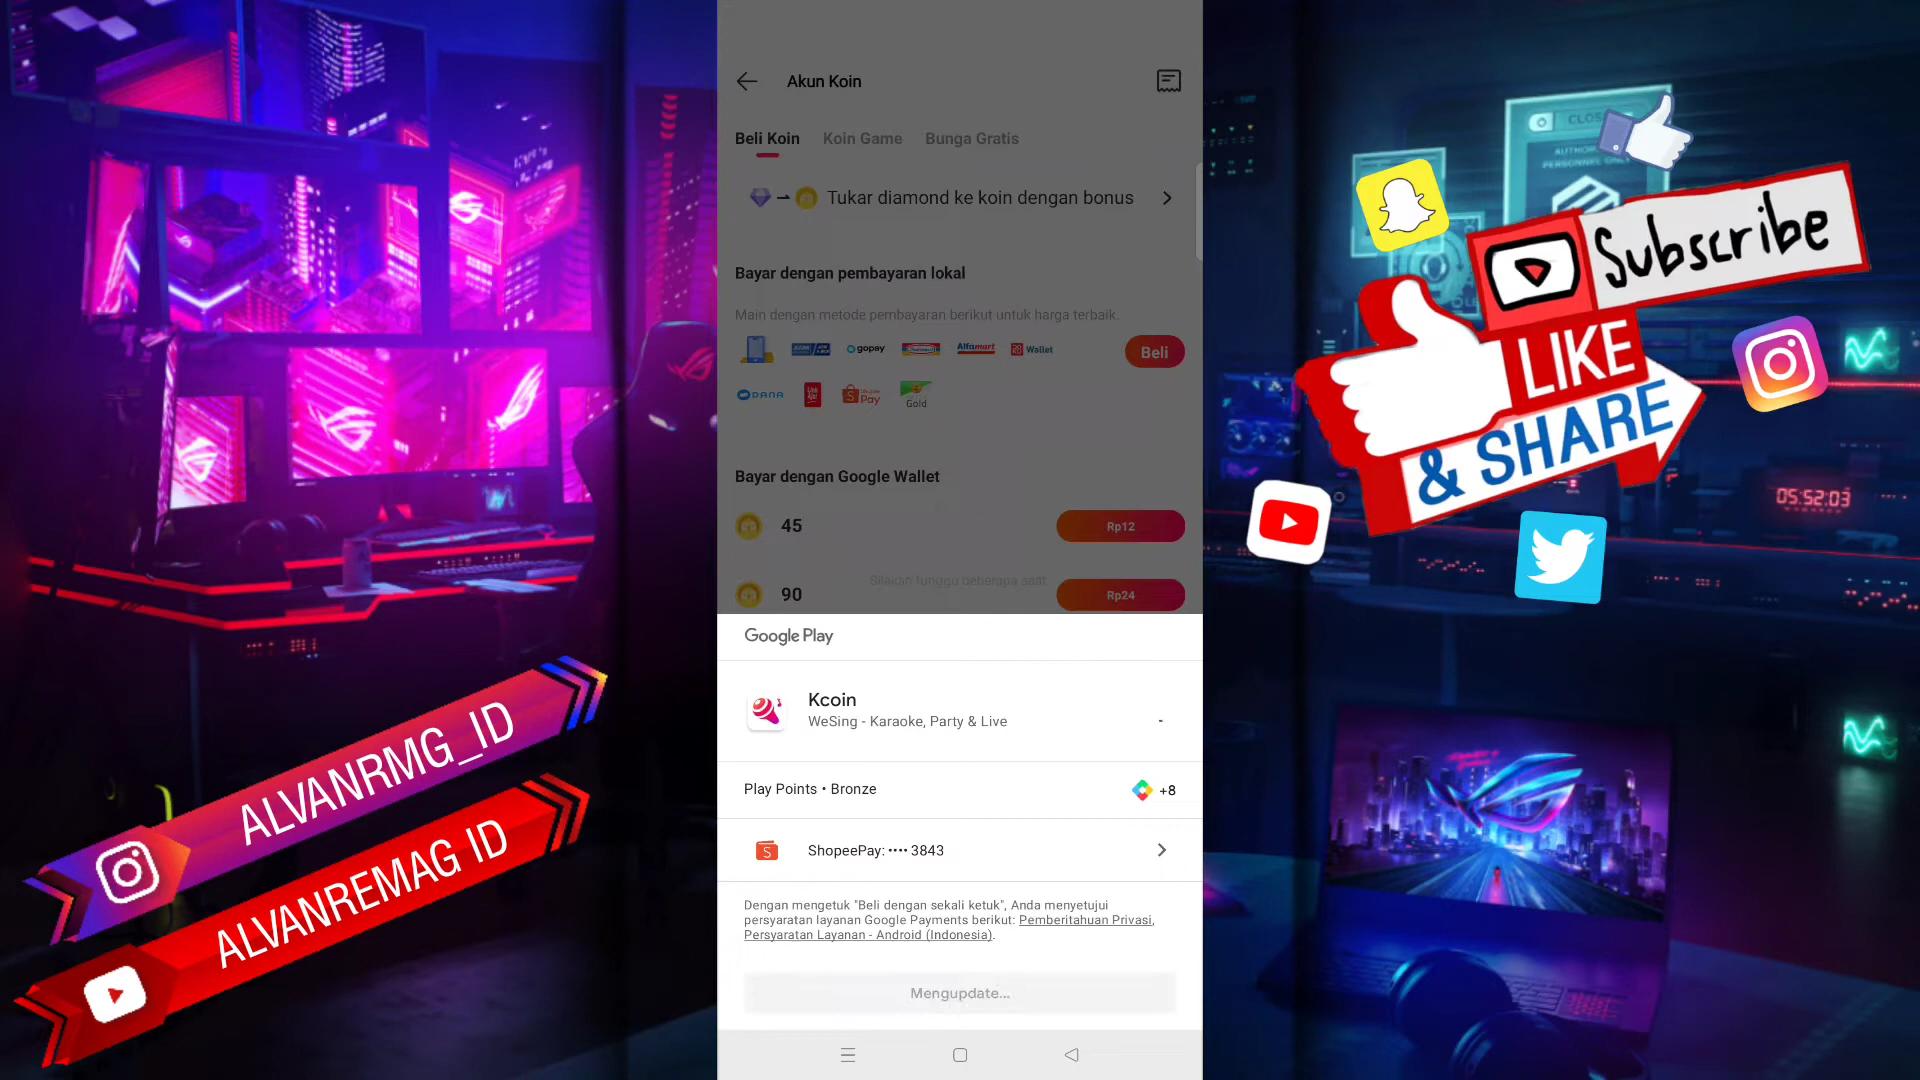 Akun Koin
Beli Koin Koin Game Bunga Gratis
Tukar diamond ke koin dengan bonus
Bayar dengan pembayaran lokal
Main dengan metode pembayaran berikut untuk harga terbaik.
gopay
Alfamart
Wallet
Beli
DANA
Pay
Gold
Bayar dengan Google Wallet
45
Rp12
Silakan tunggu beberapa saat
90
Rp24
Google Play
Kcoin
WeSing - Karaoke, Party & Live
-
Play Points • Bronze
+8
ShopeePay: •••• 3843
Dengan mengetuk "Beli dengan sekali ketuk", Anda menyetujui
persyaratan layanan Google Payments berikut: Pemberitahuan Privasi,
Persyaratan Layanan - Android (Indonesia).
Mengupdate...
ALVANRMG_ID
ALVANREMAG ID
Subscribe
LIKE
& SHARE
05:52:03